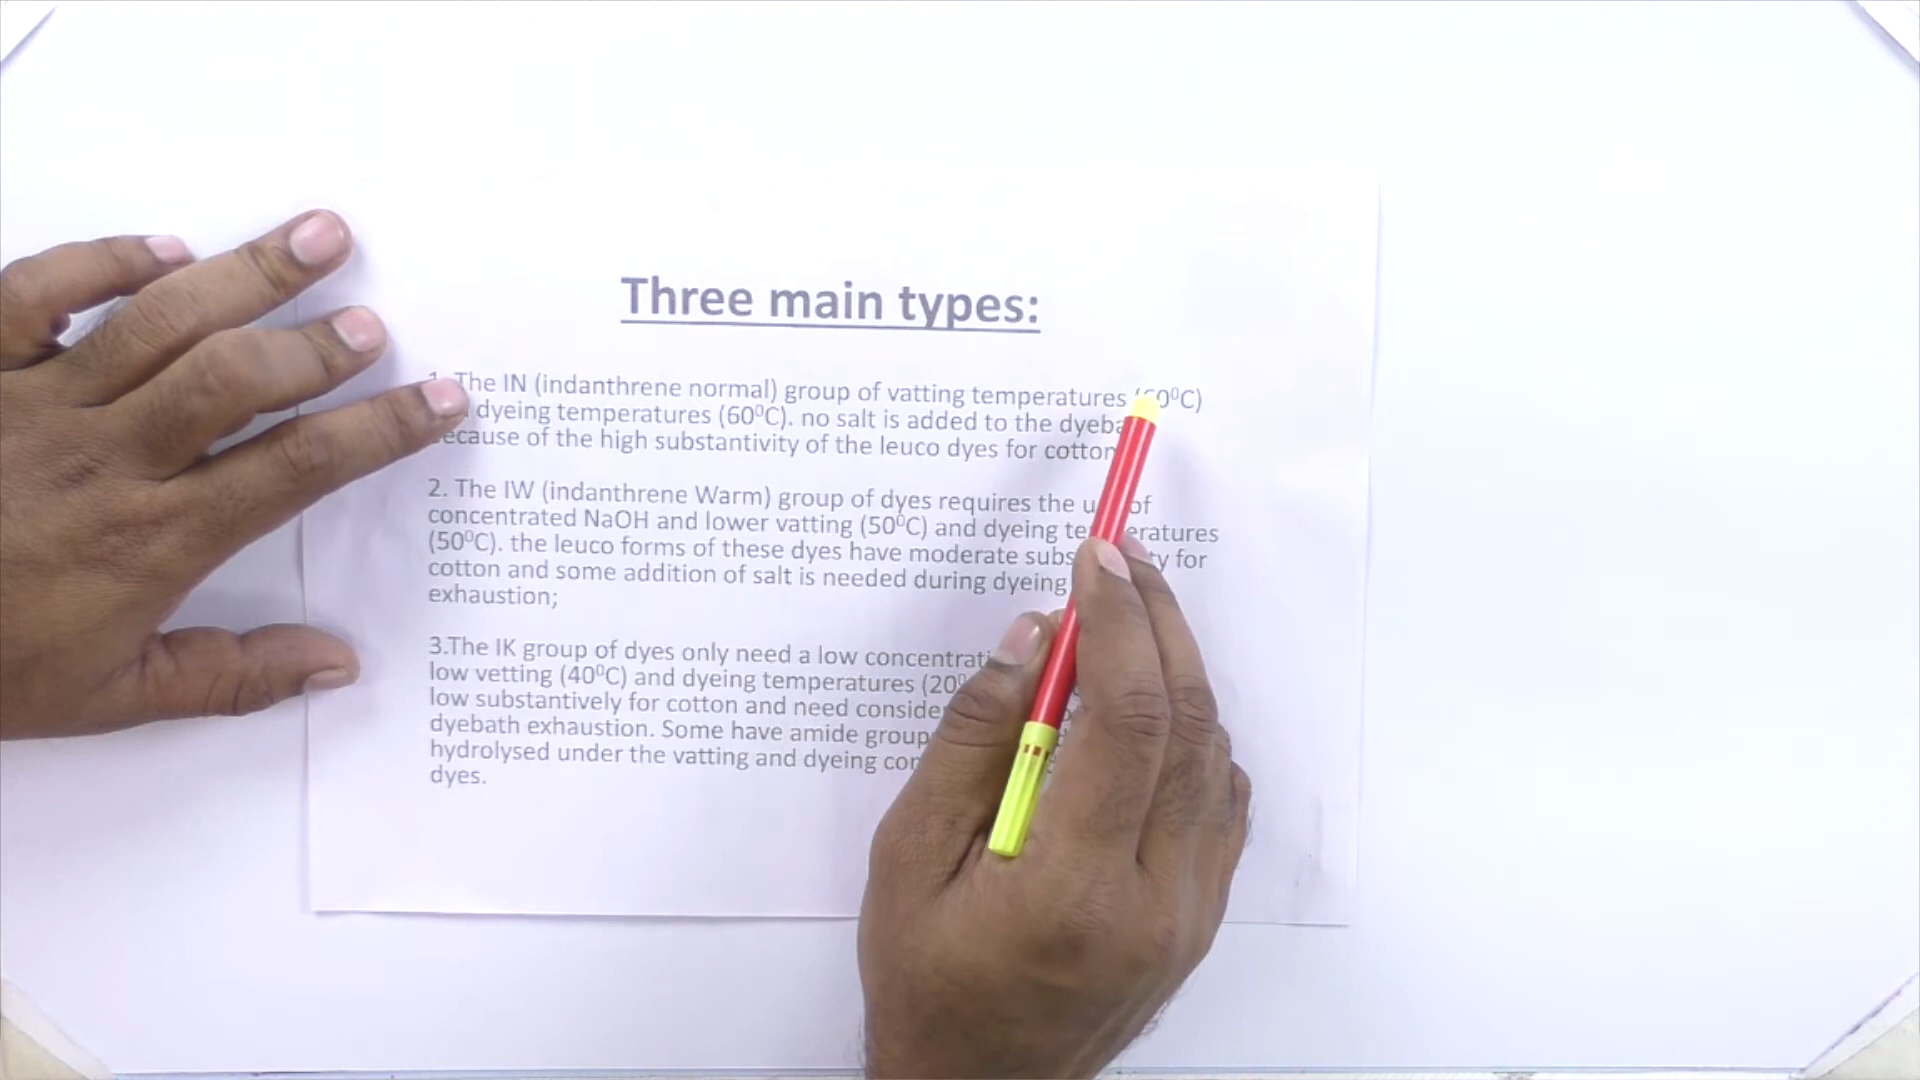 Three main types:
The IN (indanthrene normal) group of vatting temperatures
dyeing temperatures (60⁰C). no salt is added to the
because of the high substantivity of the leuco dyes for cotton
2. The IW (indanthrene Warm) group of dyes requires the of
concentrated NaOH and lower vatting (50⁰C) and dyeing temperatures
(50⁰C). the leuco forms of these dyes have moderate for
cotton and some addition of salt is needed during dyeing
exhaustion;
3.The IK group of dyes only need a low
low vetting (40⁰C) and dyeing temperatures
low substantively for cotton and need
dyebath exhaustion. Some have amide
hydrolysed under the vatting and dyeing
dyes.